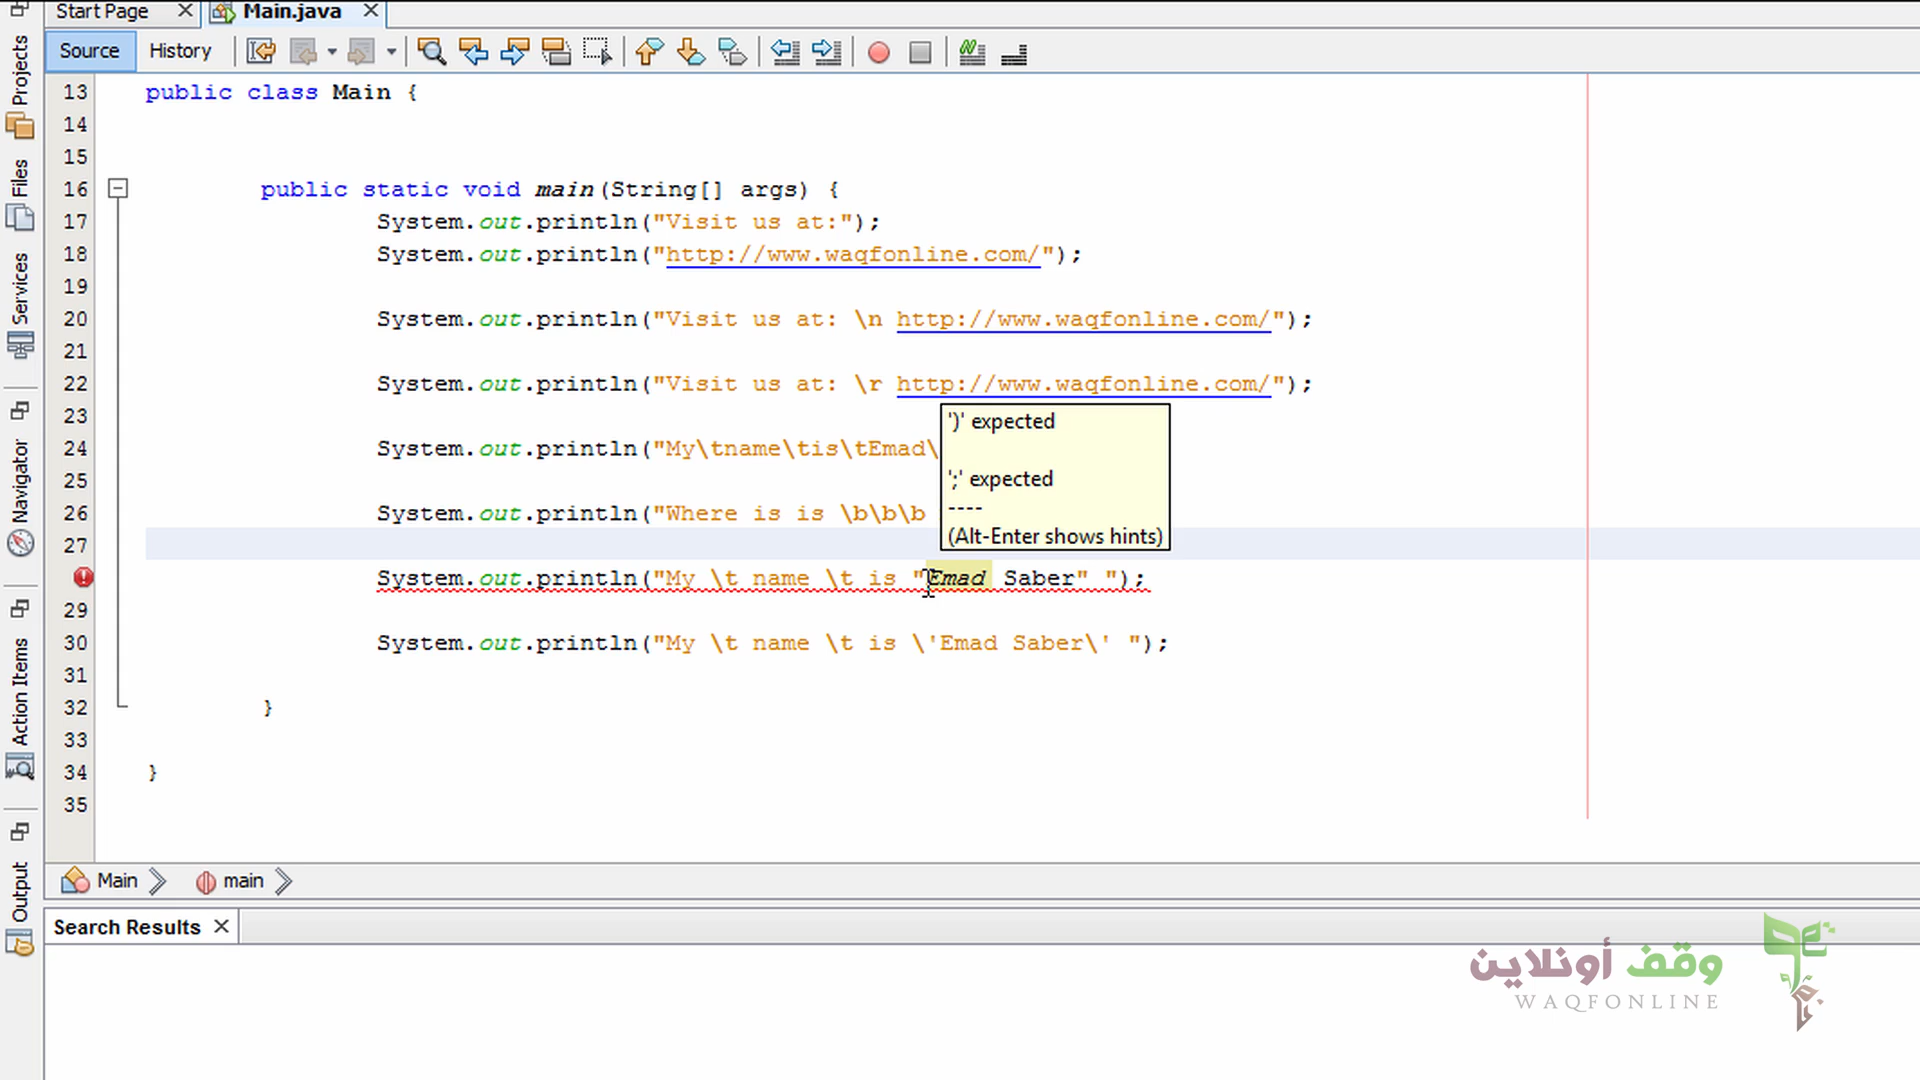 Start Page
Main.java
Source
History
Projects
Files
Services
Navigator
Action Items
Output
13 public class Main {
14
15
16 public static void main(String[] args) {
17 System.out.println("Visit us at:");
18 System.out.println("http://www.waqfonline.com/");
19
20 System.out.println("Visit us at: \n http://www.waqfonline.com/");
21
22 System.out.println("Visit us at: \r http://www.waqfonline.com/");
23
24 System.out.println("My\tname\tis\tEmad\
25
26 System.out.println("Where is is \b\b\b
27
System.out.println("My \t name \t is "Emad Saber" ");
29
30 System.out.println("My \t name \t is \'Emad Saber\' ");
31
32 }
33
34 }
35
')' expected
';' expected
----
(Alt-Enter shows hints)
Main
main
Search Results
وقف أونلاين
WAQFONLINE